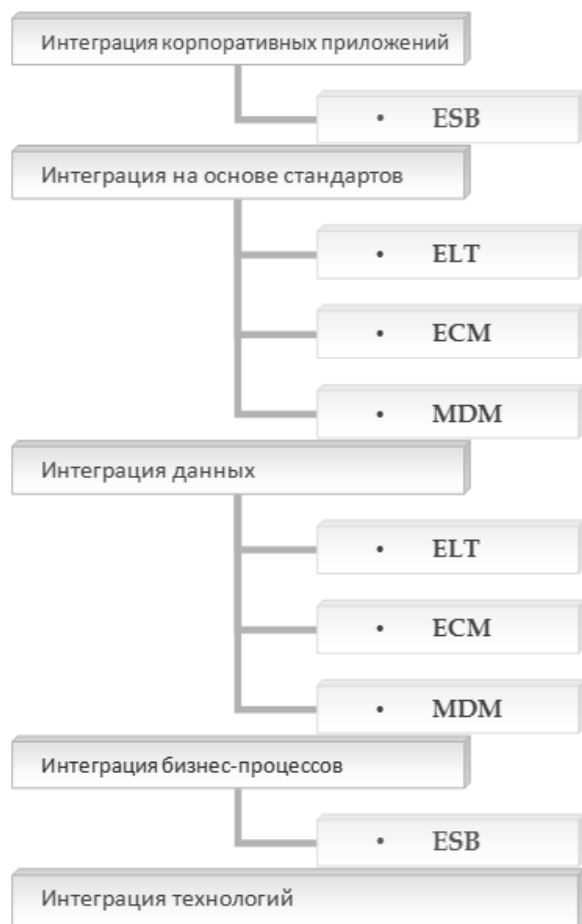 Интеграция корпоративных приложений
• ESB
Интеграция на основе стандартов
• ELT
• ECM
• MDM
Интеграция данных
• ELT
• ECM
• MDM
Интеграция бизнес-процессов
• ESB
Интеграция технологий